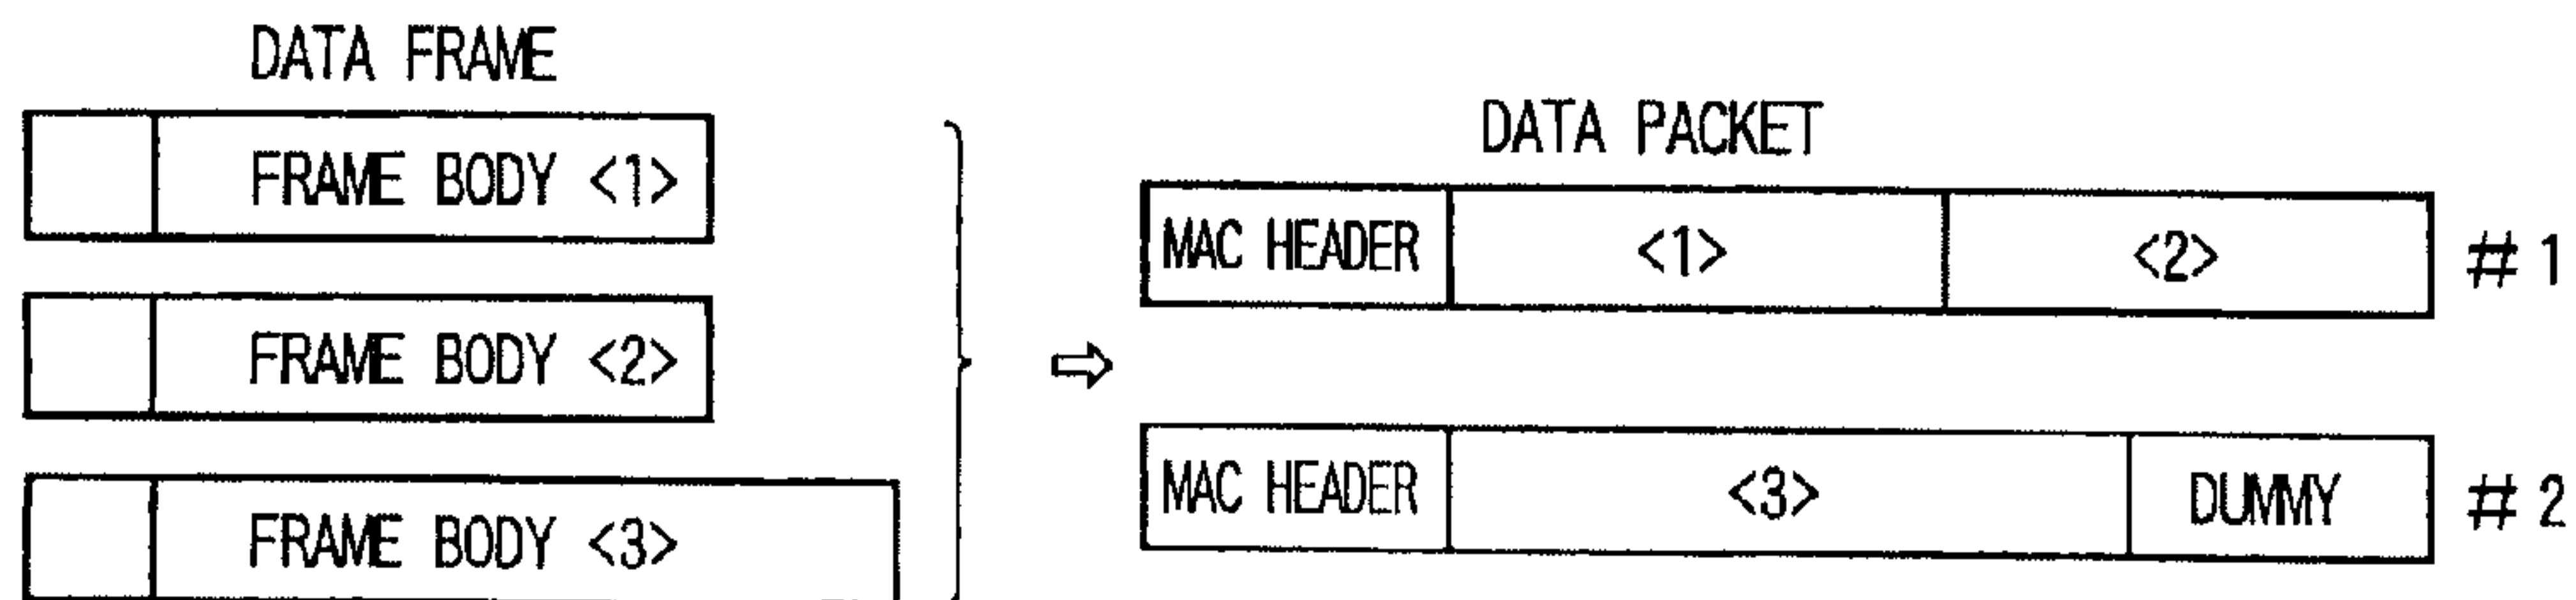 DATA FRAME
FRAME BODY <1>
FRAME BODY <2>
FRAME BODY <3>
DATA PACKET
MAC HEADER <1> <2> # 1
MAC HEADER <3> DUMMY # 2